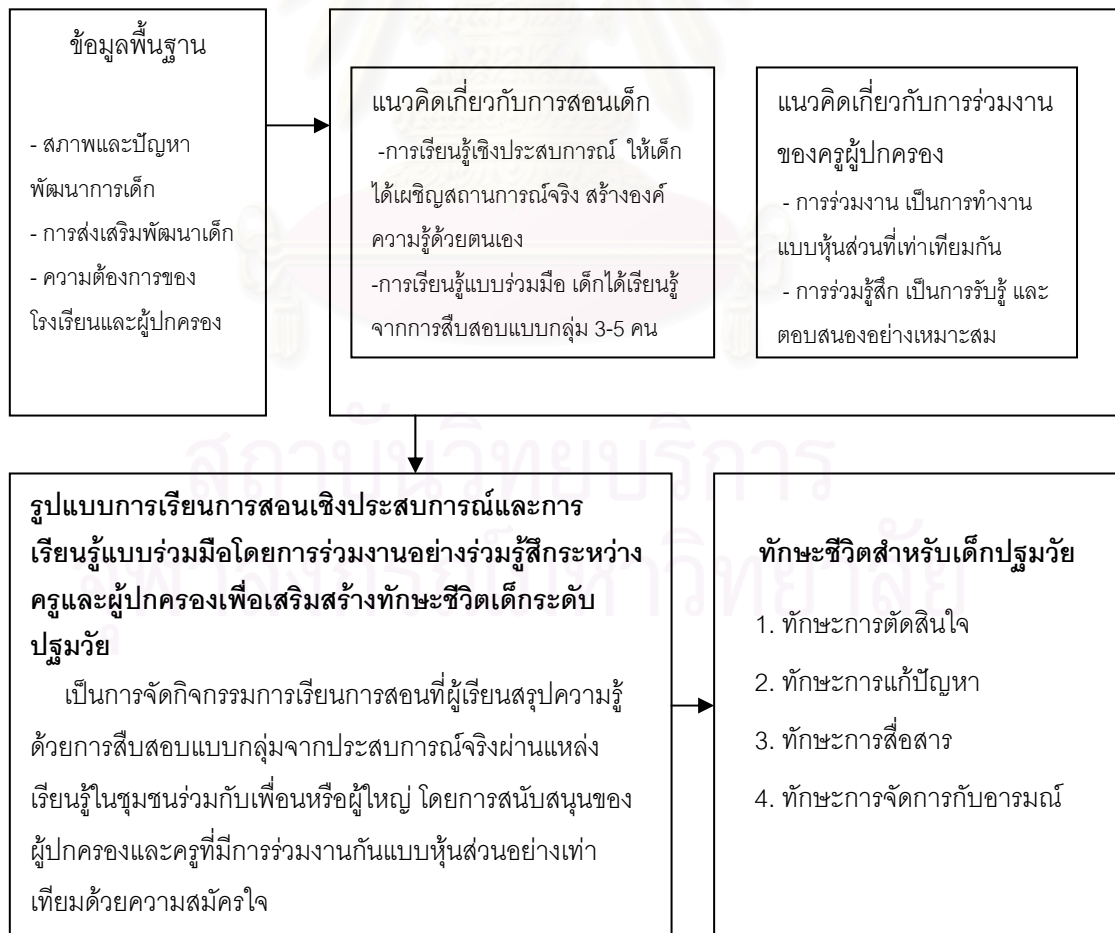 ข้อมูลพื้นฐาน
- สภาพและปัญหา
พัฒนาการเด็ก
- การส่งเสริมพัฒนาเด็ก
- ความต้องการของ
โรงเรียนและผู้ปกครอง
แนวคิดเกี่ยวกับการสอนเด็ก
-การเรียนรู้เชิงประสบการณ์ ให้เด็ก
ได้เผชิญสถานการณ์จริง สร้างองค์
ความรู้ด้วยตนเอง
-การเรียนรู้แบบร่วมมือ เด็กได้เรียนรู้
จากการสืบสอบแบบกลุ่ม 3-5 คน
แนวคิดเกี่ยวกับการร่วมงาน
ของครูผู้ปกครอง
- การร่วมงาน เป็นการทำงาน
แบบหุ้นส่วนที่เท่าเทียมกัน
- การร่วมรู้สึก เป็นการรับรู้ และ
ตอบสนองอย่างเหมาะสม
สถาบันวิทยบริการ
จุฬาลงกรณ์มหาวิทยาลัย
รูปแบบการเรียนการสอนเชิงประสบการณ์และการ
เรียนรู้แบบร่วมมือโดยการร่วมงานอย่างร่วมรู้สึกระหว่าง
ครูและผู้ปกครองเพื่อเสริมสร้างทักษะชีวิตเด็กระดับ
ปฐมวัย
เป็นการจัดกิจกรรมการเรียนการสอนที่ผู้เรียนสรุปความรู้
ด้วยการสืบสอบแบบกลุ่มจากประสบการณ์จริงผ่านแหล่ง
เรียนรู้ในชุมชนร่วมกับเพื่อนหรือผู้ใหญ่ โดยการสนับสนุนของ
ผู้ปกครองและครูที่มีการร่วมงานกันแบบหุ้นส่วนอย่างเท่า
เทียมด้วยความสมัครใจ
ทักษะชีวิตสำหรับเด็กปฐมวัย
1. ทักษะการตัดสินใจ
2. ทักษะการแก้ปัญหา
3. ทักษะการสื่อสาร
4. ทักษะการจัดการกับอารมณ์